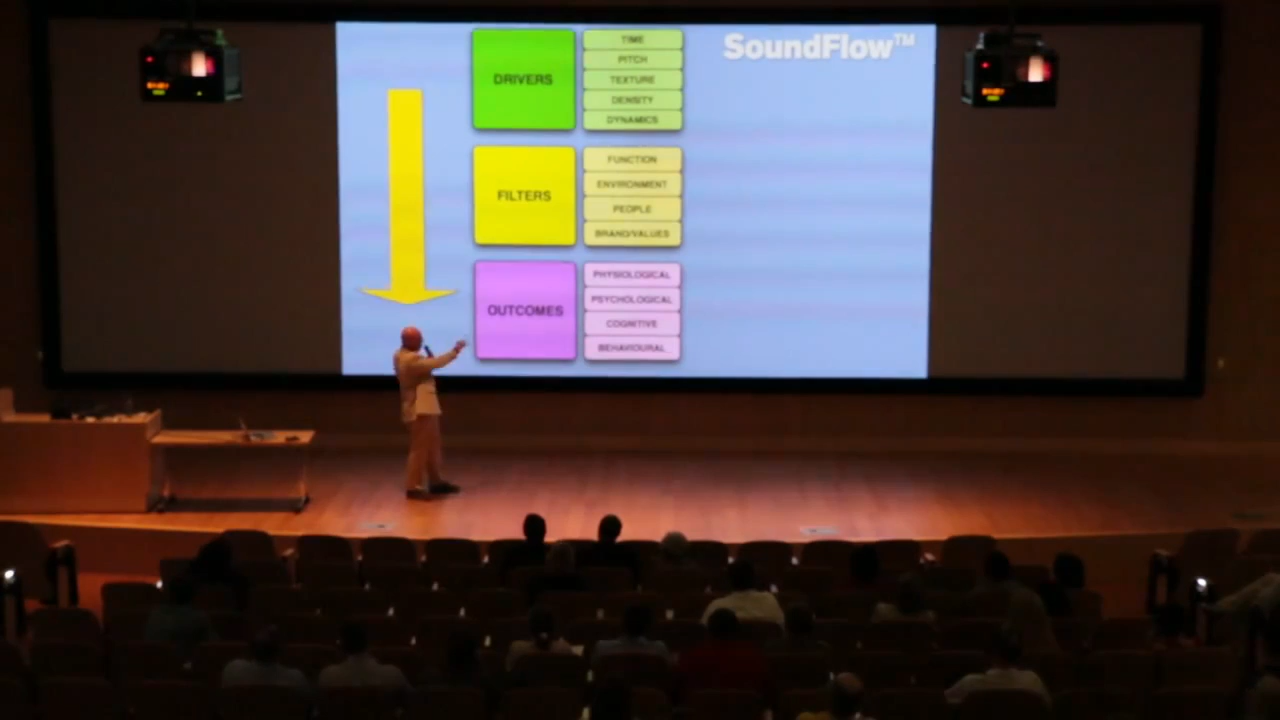 SoundFlow™
DRIVERS
TIME
PITCH
TEXTURE
DENSITY
DYNAMICS
FILTERS
FUNCTION
ENVIRONMENT
PEOPLE
BRAND/VALUES
OUTCOMES
PHYSIOLOGICAL
PSYCHOLOGICAL
COGNITIVE
BEHAVIOURAL